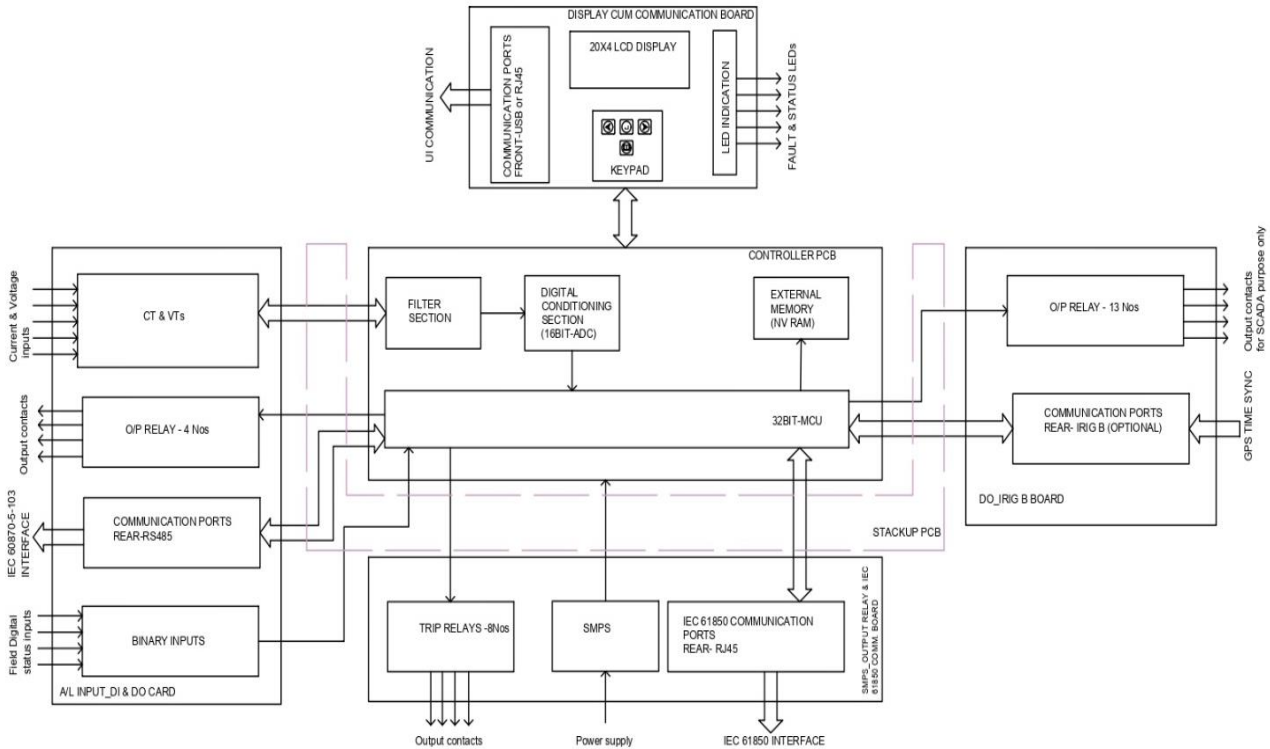 DISPLAY CUM COMMUNICATION BOARD
UI COMMUNICATION
COMMUNICATION PORTS
FRONT-USB or RJ45
20X4 LCD DISPLAY
KEYPAD
LED INDICATION
FAULT & STATUS LEDs
Current & Voltage
inputs
CT & VTs
Output contacts
O/P RELAY - 4 Nos
IEC 60870-5-103
INTERFACE
COMMUNICATION PORTS
REAR-RS485
Field Digital
status inputs
BINARY INPUTS
A/L INPUT_DI & DO CARD
CONTROLLER PCB
FILTER
SECTION
DIGITAL
CONDITIONING
SECTION
(16BIT-ADC)
EXTERNAL
MEMORY
(NV RAM)
32BIT-MCU
STACKUP PCB
O/P RELAY - 13 Nos
Output contacts
for SCADA purpose only
COMMUNICATION PORTS
REAR- IRIG B (OPTIONAL)
GPS TIME SYNC
DO_IRIG B BOARD
TRIP RELAYS -8Nos
SMPS
IEC 61850 COMMUNICATION
PORTS
REAR- RJ45
SMPS_OUTPUT RELAY & IEC
61850 COMM. BOARD
Output contacts
Power supply
IEC 61850 INTERFACE